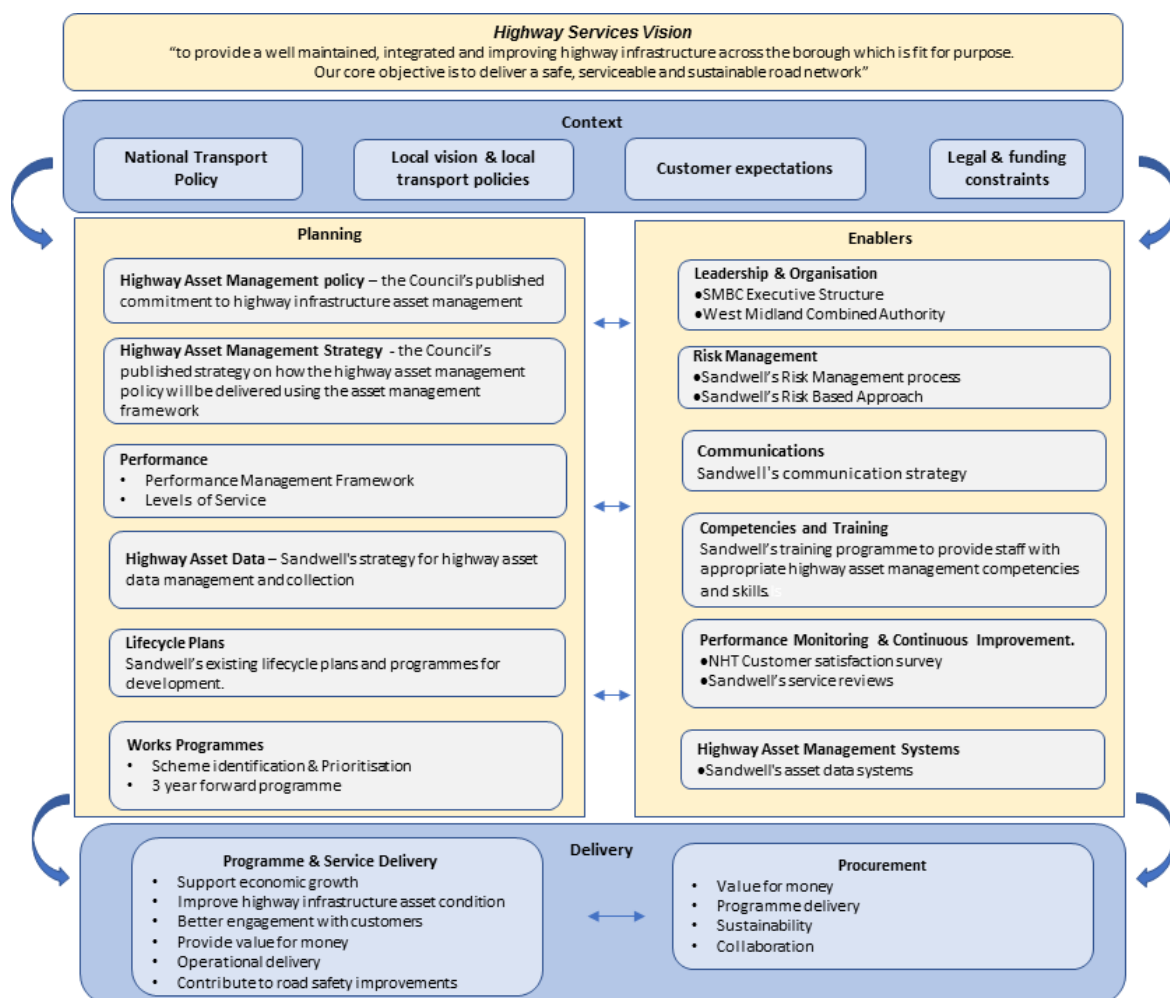 Highway Services Vision
“to provide a well maintained, integrated and improving highway infrastructure across the borough which is fit for purpose.
Our core objective is to deliver a safe, serviceable and sustainable road network”
Context
National Transport
Policy
Local vision & local
transport policies
Customer expectations
Legal & funding
constraints
Planning
Highway Asset Management policy – the Council’s published
commitment to highway infrastructure asset management
Highway Asset Management Strategy - the Council’s
published strategy on how the highway asset management
policy will be delivered using the asset management
framework
Performance
• Performance Management Framework
• Levels of Service
Highway Asset Data – Sandwell's strategy for highway asset
data management and collection
Lifecycle Plans
Sandwell’s existing lifecycle plans and programmes for
development.
Works Programmes
• Scheme identification & Prioritisation
• 3 year forward programme
Enablers
Leadership & Organisation
●SMBC Executive Structure
●West Midland Combined Authority
Risk Management
●Sandwell’s Risk Management process
●Sandwell’s Risk Based Approach
Communications
Sandwell's communication strategy
Competencies and Training
Sandwell’s training programme to provide staff with
appropriate highway asset management competencies
and skills.
Performance Monitoring & Continuous Improvement.
●NHT Customer satisfaction survey
●Sandwell’s service reviews
Highway Asset Management Systems
●Sandwell's asset data systems
Delivery
Programme & Service Delivery
• Support economic growth
• Improve highway infrastructure asset condition
• Better engagement with customers
• Provide value for money
• Operational delivery
• Contribute to road safety improvements
Procurement
• Value for money
• Programme delivery
• Sustainability
• Collaboration